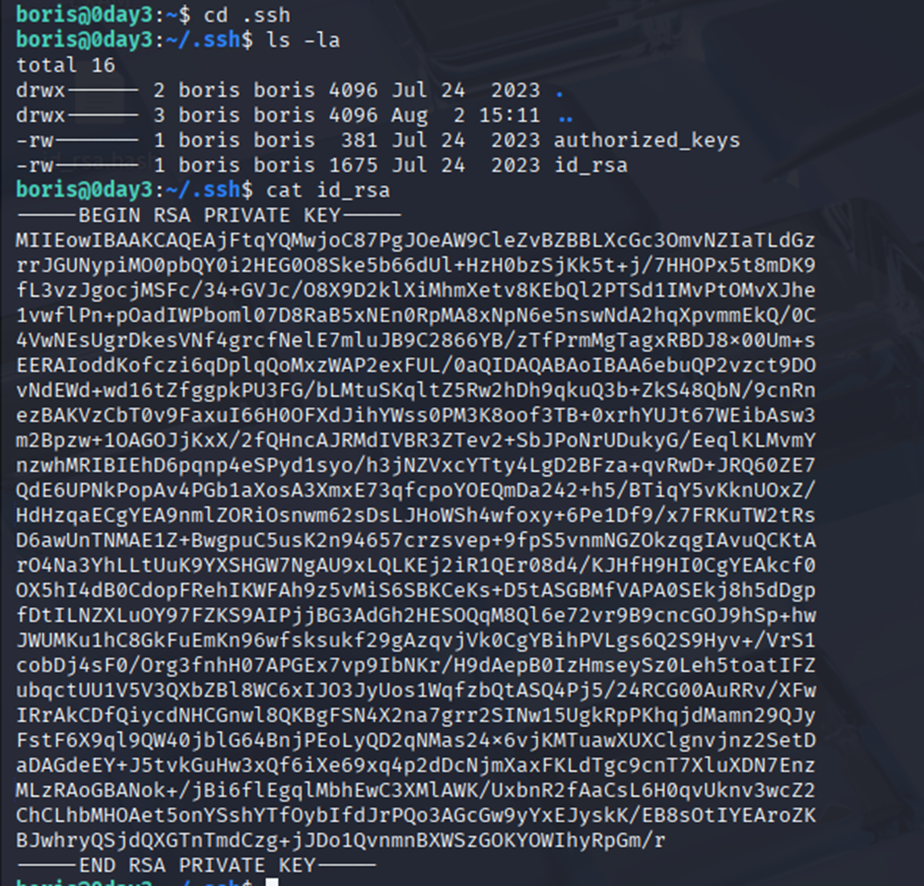 boris@0day3:~$ cd .ssh
boris@0day3:~/.ssh$ ls -la
total 16
drwx------ 2 boris boris 4096 Jul 24  2023 .
drwx------ 3 boris boris 4096 Aug  2 15:11 ..
-rw------- 1 boris boris  381 Jul 24  2023 authorized_keys
-rw------- 1 boris boris 1675 Jul 24  2023 id_rsa
boris@0day3:~/.ssh$ cat id_rsa
-----BEGIN RSA PRIVATE KEY-----
MIIEowIBAAKCAQEAjFtqYQMwjoC87PgJOeAW9CleZvBZBBLXcGc3OmvNZIaTLdGz
rrJGUNypiMO0pbQY0i2HEG0O8Ske5b66dUl+HzH0bzSjKk5t+j/7HHOPx5t8mDK9
fL3vzJgocjMSFc/34+GVJc/O8X9D2klXiMhmXetv8KEbQl2PTSd1IMvPtOMvXJhe
1vwflPn+pOadIWPboml07D8RaB5xNEn0RpMA8xNpN6e5nswNdA2hqXpvmmEkQ/0C
4VwNEsUgrDkesVNf4grcfNelE7mluJB9C2866YB/zTfPrmMgTagxRBDJ8x00Um+s
EERAIoddKofczi6qDplqQoMxzWAP2exFUL/0aQIDAQABAoIBAA6ebuQP2vzct9DO
vNdEWd+wd16tZfggpkPU3FG/bLMtuSKqltZ5Rw2hDh9qkuQ3b+ZkS48QbN/9cnRn
ezBAKVzCbT0v9FaxuI66H0OFXdJihYWss0PM3K8oof3TB+0xrhYUJt67WEibAsw3
m2Bpzw+1OAGOJjKxX/2fQHncAJRMdIVBR3ZTev2+SbJPoNrUDukyG/EeqlKLMvmY
nzwhMRIBIEhD6pqnp4eSPyd1syo/h3jNZVxcYTty4LgD2BFza+qvRwD+JRQ60ZE7
QdE6UPNkPopAv4PGb1aXosA3XmxE73qfcpoYOEQmDa242+h5/BTiqY5vKknUOxZ/
HdHzqaECgYEA9nmlZORiOsnwm62sDsLJHoWSh4wfoxy+6Pe1Df9/x7FRKuTW2tRs
D6awUnTNMAE1Z+BwgpuC5usK2n94657crzsvep+9fpS5vnmNGZOkzqgIAvuQCKtA
rO4Na3YhLLtUuK9YXSHGW7NgAU9xLQLKEj2iR1QEr08d4/KJHfH9HI0CgYEAkcf0
OX5hI4dB0CdopFRehIKWFAh9z5vMiS6SBKCeKs+D5tASGBMfVAPA0SEkj8h5dDgp
fDtILNZXLuOY97FZKS9AIPjjBG3AdGh2HESOQqM8Ql6e72vr9B9cncGOJ9hSp+hw
JWUMKu1hC8GkFuEmKn96wfsksukf29gAzqvjVk0CgYBihPVLgs6Q2S9Hyv+/VrS1
cobDj4sF0/Org3fnhH07APGEx7vp9IbNKr/H9dAepB0IzHmseySz0Leh5toatIFZ
ubqctUU1V5V3QXbZBl8WC6xIJO3JyUos1WqfzbQtASQ4Pj5/24RCG00AuRRv/XFw
IRrAkCDfQiycdNHCGnwl8QKBgFSN4X2na7grr2SINw15UgkRpPKhqjdMamn29QJy
FstF6X9ql9QW40jblG64BnjPEoLyQD2qNMas24x6vjKMTuawXUXClgnvjnz2SetD
aDAGdeEY+J5tvkGuHw3xQf6iXe69xq4p2dDcNjmXaxFKLdTgc9cnT7XluXDN7Enz
MLzRAoGBANok+/jBi6flEgqlMbhEwC3XMlAWK/UxbnR2fAaCsL6H0qvUknv3wcZ2
ChCLhbMHOAet5onYSshYTfOybIfdJrPQo3AGcGw9yYxEJyskK/EB8sOtIYEAroZK
BJwhryQSjdQXGTnTmdCzg+jJDo1QvnmnBXWSzGOKYOWIhyRpGm/r
-----END RSA PRIVATE KEY-----
boris@0day3:~/.ssh$